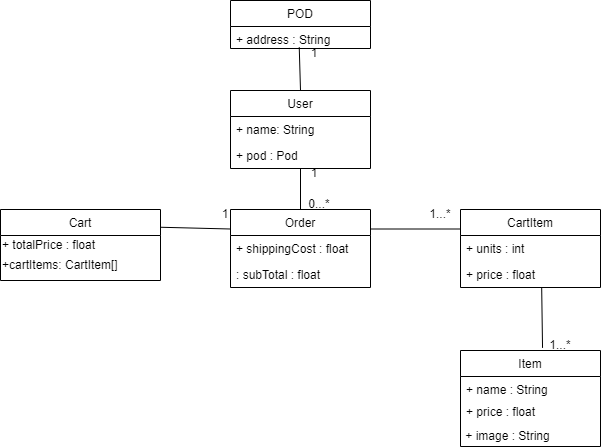 POD
+ address : String
1
User
+ name: String
+ pod : Pod
1
0...*
Cart
+ totalPrice : float
+cartItems: CartItem[]
1
Order
+ shippingCost : float
: subTotal : float
1...*
CartItem
+ units : int
+ price : float
1...*
Item
+ name : String
+ price : float
+ image : String